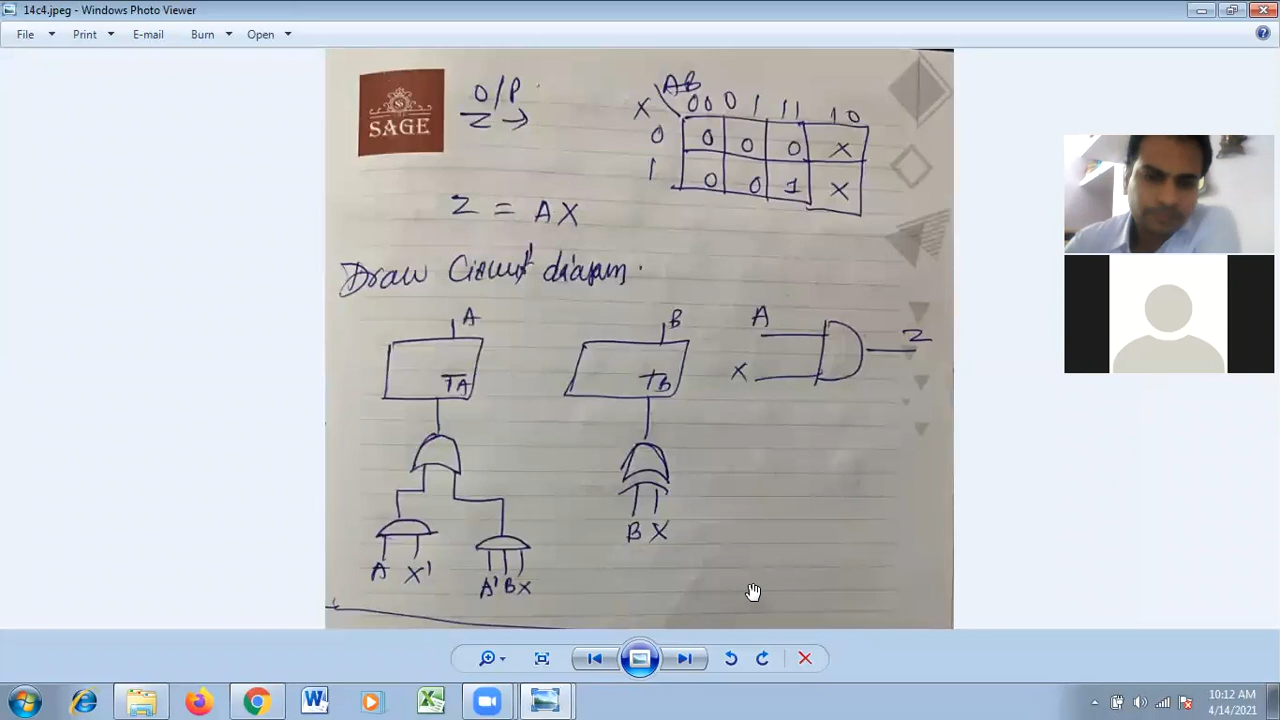 14c4.jpeg - Windows Photo Viewer
File Print E-mail Burn Open
SAGE
O/P
Z →
AB
X 00 01 11 10
0 0 0 0 X
1 0 0 1 X
Z = AX
Draw Circuit diagram.
A B A Z
TA TB X
B X
A X' A'BX
10:12 AM
4/14/2021